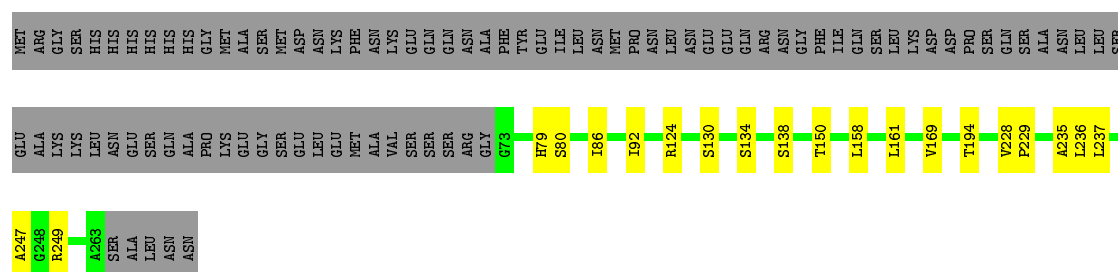 MET ARG GLY SER HIS HIS HIS HIS HIS HIS GLY MET ALA SER MET ASP ASN LYS PHE ASN LYS GLU GLN GLN ASN ALA PHE TYR GLU ILE LEU ASN MET PRO ASN LEU ASN GLU GLU GLN ARG ASN GLY PHE ILE GLN SER LEU LYS ASP ASP PRO SER GLN SER ALA ASN LEU LEU SER
GLU ALA LYS LYS LEU ASN GLU SER GLN ALA PRO LYS GLU GLY SER GLU LEU GLU MET ALA VAL SER SER SER ARG GLY G73 H79 S80 I86 I92 R124 S130 S134 S138 T150 L158 L161 V169 T194 V228 P229 A235 L236 L237
A247 G248 R249 A263 SER ALA LEU ASN ASN